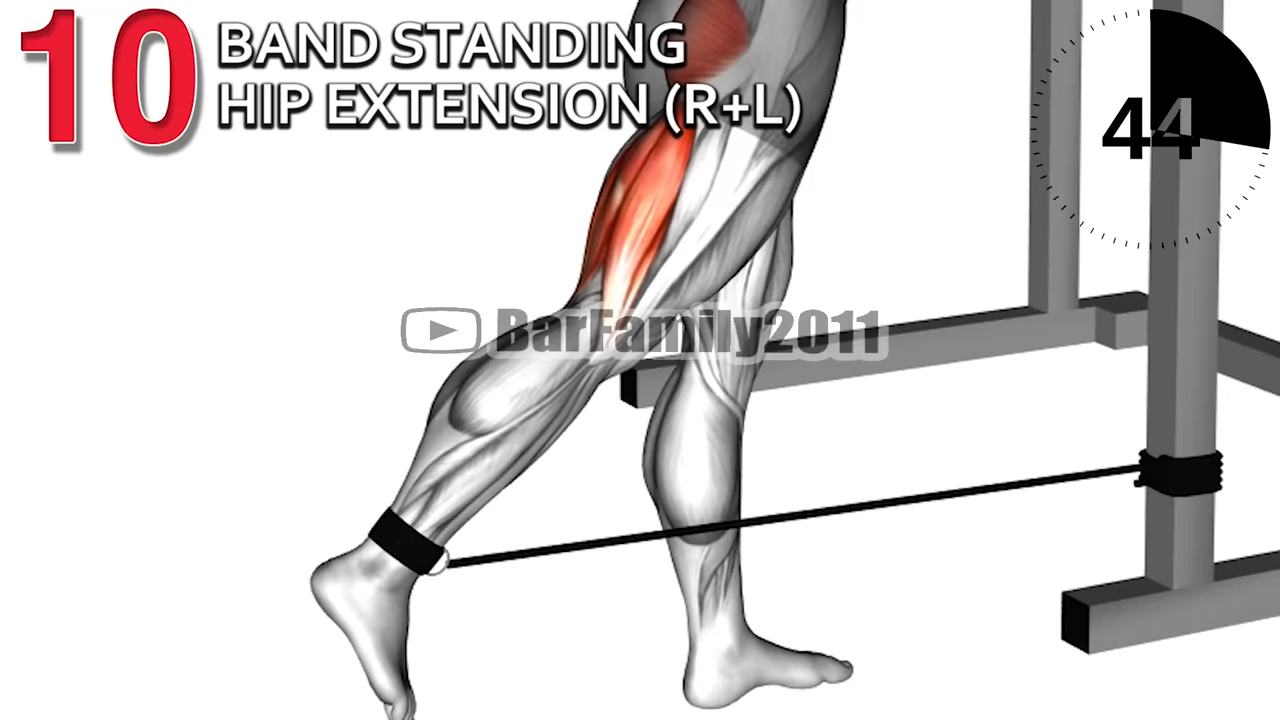 10
BAND STANDING
HIP EXTENSION (R+L)
44
BarFamily2011